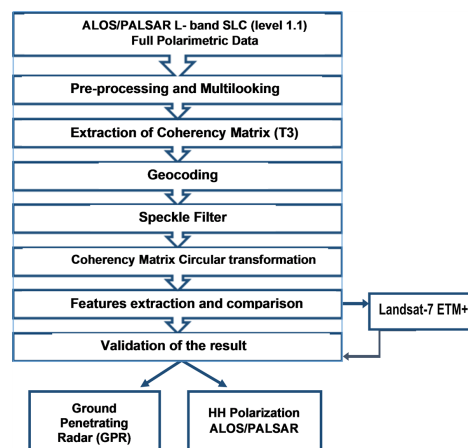 ALOS/PALSAR L- band SLC (level 1.1)
Full Polarimetric Data
Pre-processing and Multilooking
Extraction of Coherency Matrix (T3)
Geocoding
Speckle Filter
Coherency Matrix Circular transformation
Features extraction and comparison
Landsat-7 ETM+
Validation of the result
Ground
Penetrating
Radar (GPR)
HH Polarization
ALOS/PALSAR